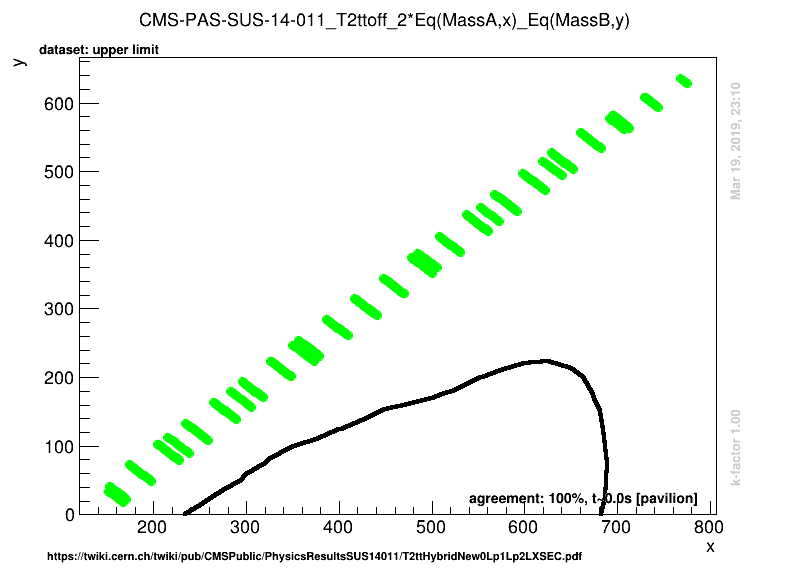 CMS-PAS-SUS-14-011_T2ttoff_2*Eq(MassA,x)_Eq(MassB,y)
dataset: upper limit
y
600
500
400
300
200
100
0
200 300 400 500 600 700 800
x
agreement: 100%, t~0.0s [pavilion]
Mar 19, 2019, 23:10
k-factor 1.00
https://twiki.cern.ch/twiki/pub/CMSPublic/PhysicsResultsSUS14011/T2ttHybridNew0Lp1Lp2LXSEC.pdf